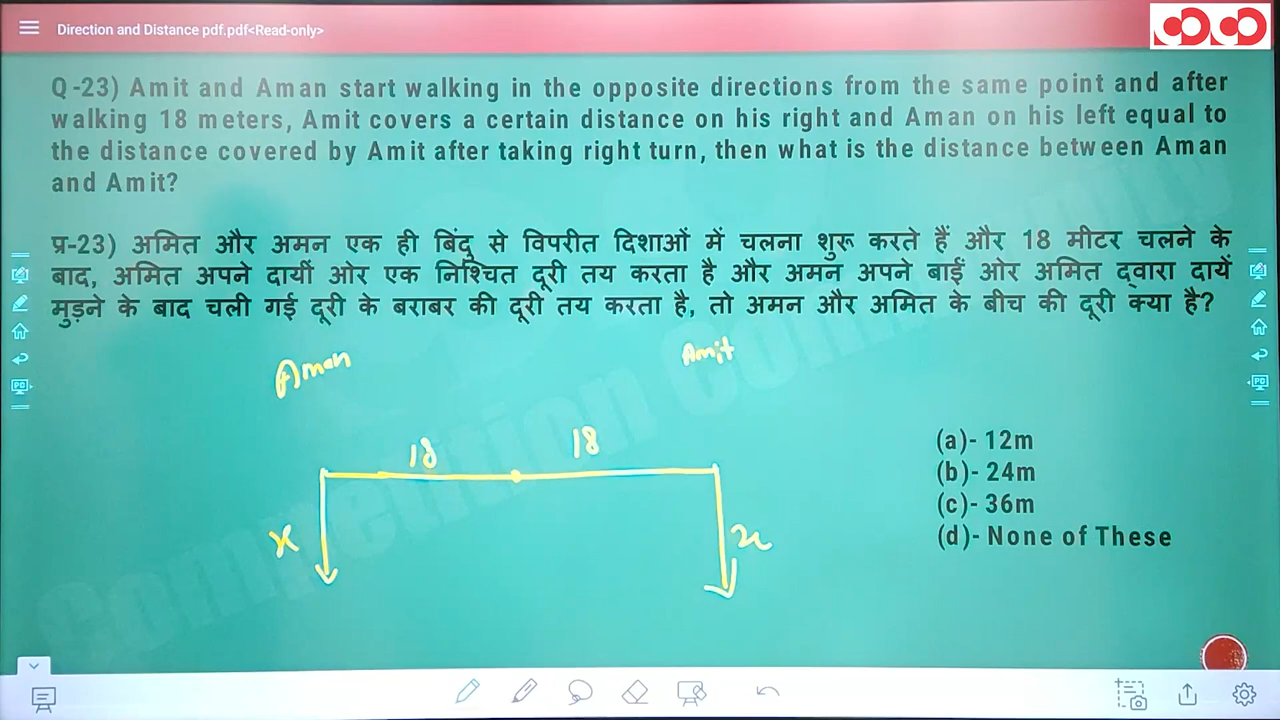 Direction and Distance pdf.pdf<Read-only>
Q-23) Amit and Aman start walking in the opposite directions from the same point and after
walking 18 meters, Amit covers a certain distance on his right and Aman on his left equal to
the distance covered by Amit after taking right turn, then what is the distance between Aman
and Amit?
प्र-23) अमित और अमन एक ही बिंदु से विपरीत दिशाओं में चलना शुरू करते हैं और 18 मीटर चलने के
बाद, अमित अपने दायीं ओर एक निश्चित दूरी तय करता है और अमन अपने बाईं ओर अमित द्वारा दायें
मुड़ने के बाद चली गई दूरी के बराबर की दूरी तय करता है, तो अमन और अमित के बीच की दूरी क्या है?
Aman
Amit
18
18
x
x
(a)- 12m
(b)- 24m
(c)- 36m
(d)- None of These
Competition Community